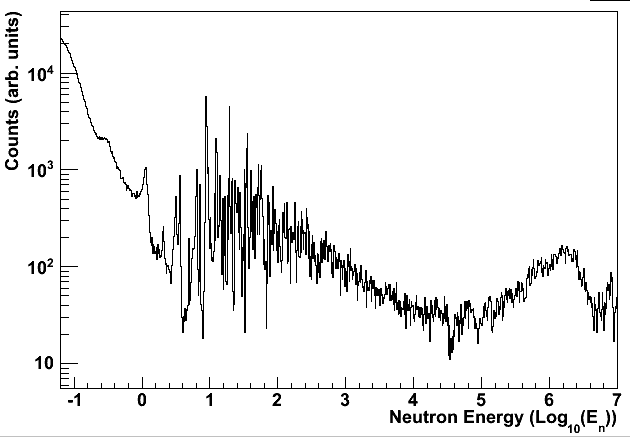 Counts (arb. units)
10⁴
10³
10²
10
-1 0 1 2 3 4 5 6 7
Neutron Energy (Log₁₀(Eₙ))